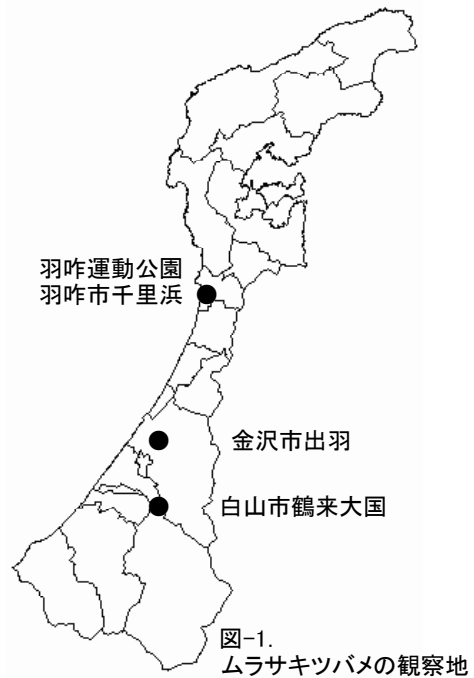 羽咋運動公園
羽咋市千里浜
金沢市出羽
白山市鶴来大国
図-1.
ムラサキツバメの観察地